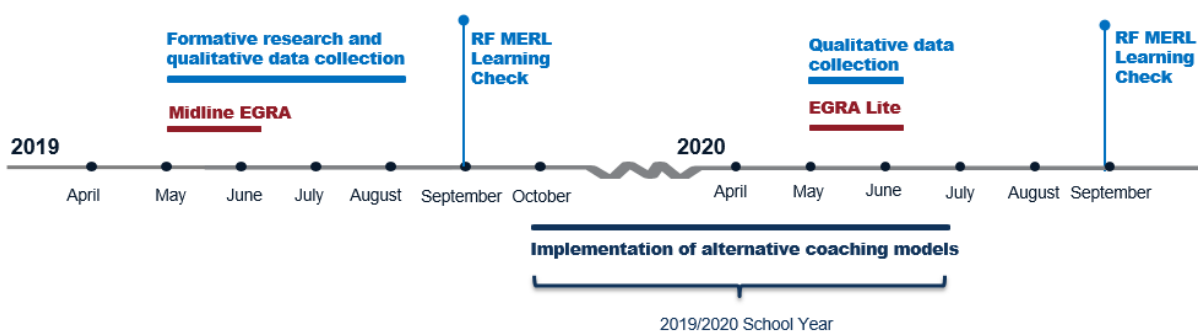 Formative research and
qualitative data collection
RF MERL
Learning
Check
Qualitative data
collection
RF MERL
Learning
Check
Midline EGRA
EGRA Lite
2019
2020
April
May
June
July
August
September
October
April
May
June
July
August
September
Implementation of alternative coaching models
2019/2020 School Year